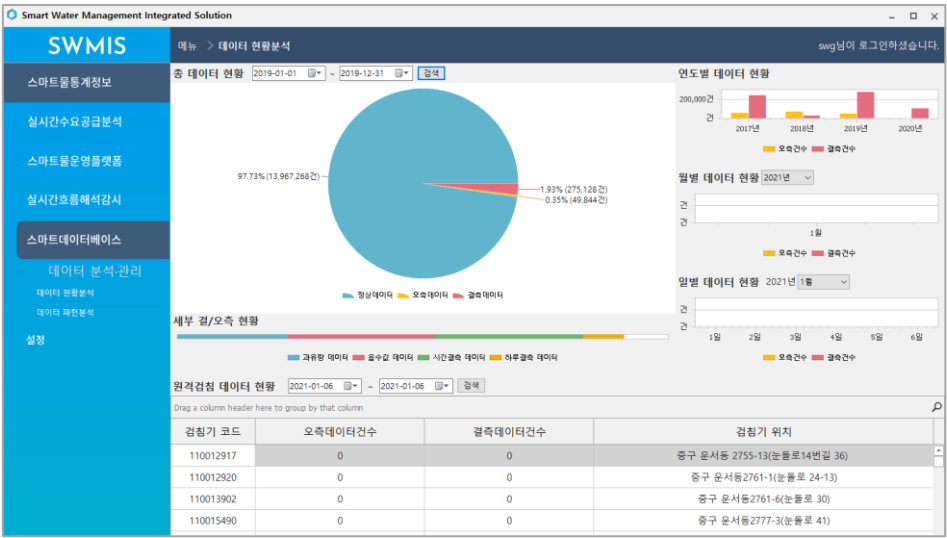 Smart Water Management Integrated Solution
SWMIS
메뉴 > 데이터 현황분석
swg님이 로그인하셨습니다.
스마트물통계정보
실시간수요공급분석
스마트물운영플랫폼
실시간흐름해석감시
스마트데이터베이스
데이터 분석·관리
데이터 현황분석
데이터 패턴분석
설정
총 데이터 현황 2019-01-01 ~ 2019-12-31 검색
97.73% (13,967,268건)
1.93% (275,128건)
0.35% (49,844건)
정상데이터 오측데이터 결측데이터
연도별 데이터 현황
200,000건
건
2017년 2018년 2019년 2020년
오측건수 결측건수
월별 데이터 현황 2021년
건
건
1월
오측건수 결측건수
일별 데이터 현황 2021년 1월
건
건
1일 2일 3일 4일 5일 6일
오측건수 결측건수
세부 결/오측 현황
과유량 데이터 음수값 데이터 시간결측 데이터 하루결측 데이터
원격검침 데이터 현황 2021-01-06 ~ 2021-01-06 검색
Drag a column header here to group by that column
검침기 코드 오측데이터건수 결측데이터건수 검침기 위치
110012917 0 0 중구 운서동 2755-13(눈돌로14번길 36)
110012920 0 0 중구 운서동2761-1(눈돌로 24-13)
110013902 0 0 중구 운서동2761-6(눈돌로 30)
110015490 0 0 중구 운서동2777-3(눈돌로 41)